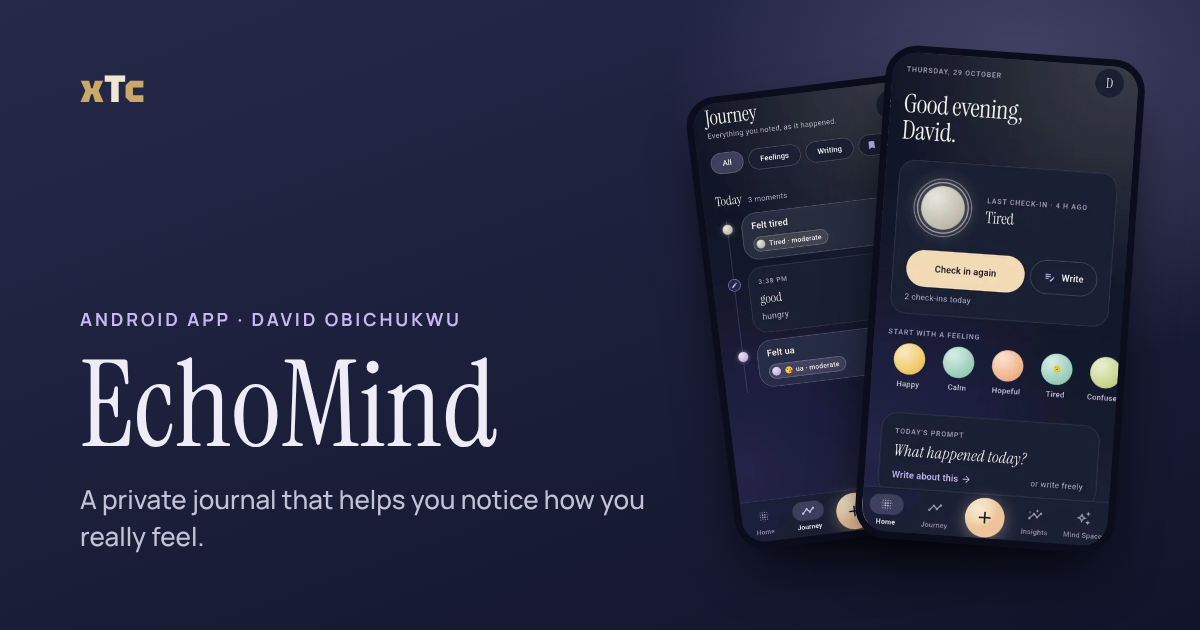 xTc
ANDROID APP · DAVID OBICHUKWU
EchoMind
A private journal that helps you notice how you
really feel.
Journey
Everything you noted, as it happened.
All
Feelings
Writing
Today 3 moments
Felt tired
Tired · moderate
3:38 PM
good
hungry
Felt ua
😘 ua · moderate
Home
Journey
THURSDAY, 29 OCTOBER
D
Good evening,
David.
LAST CHECK-IN · 4 H AGO
Tired
Check in again
Write
2 check-ins today
START WITH A FEELING
Happy
Calm
Hopeful
Tired
Confuse
TODAY'S PROMPT
What happened today?
Write about this →
or write freely
Home
Journey
+
Insights
Mind Space